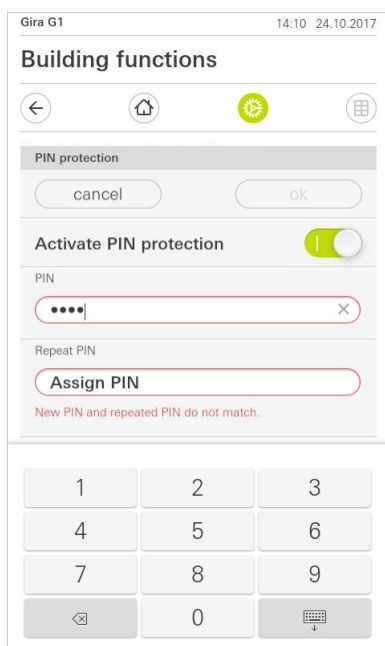 Gira G1 14:10 24.10.2017
Building functions
PIN protection
cancel ok
Activate PIN protection
PIN
••••
Repeat PIN
Assign PIN
New PIN and repeated PIN do not match.
1 2 3
4 5 6
7 8 9
0